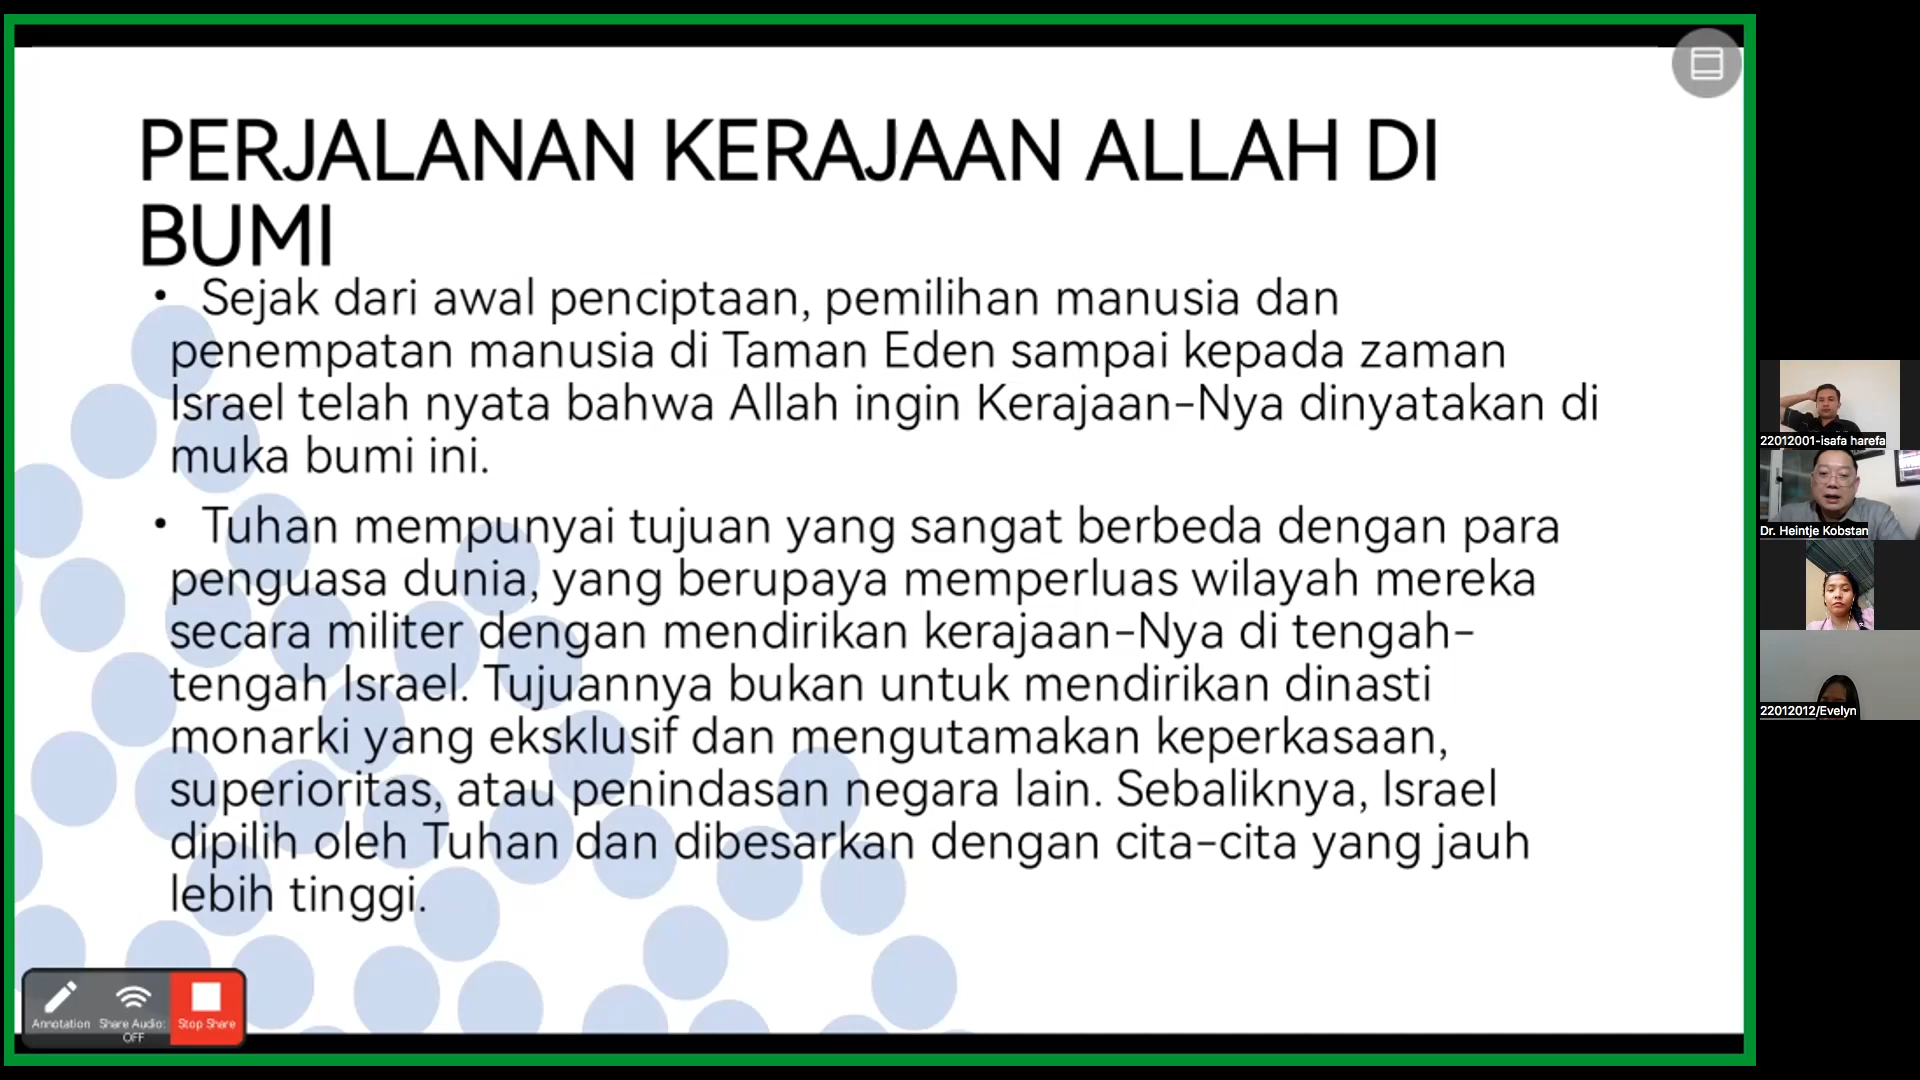 PERJALANAN KERAJAAN ALLAH DI
BUMI
• Sejak dari awal penciptaan, pemilihan manusia dan
penempatan manusia di Taman Eden sampai kepada zaman
Israel telah nyata bahwa Allah ingin Kerajaan-Nya dinyatakan di
muka bumi ini.
• Tuhan mempunyai tujuan yang sangat berbeda dengan para
penguasa dunia, yang berupaya memperluas wilayah mereka
secara militer dengan mendirikan kerajaan-Nya di tengah-
tengah Israel. Tujuannya bukan untuk mendirikan dinasti
monarki yang eksklusif dan mengutamakan keperkasaan,
superioritas, atau penindasan negara lain. Sebaliknya, Israel
dipilih oleh Tuhan dan dibesarkan dengan cita-cita yang jauh
lebih tinggi.
Annotation
Share Audio:
OFF
Stop Share
22012001-isafa harefa
Dr. Heintje Kobstan
22012012/Evelyn